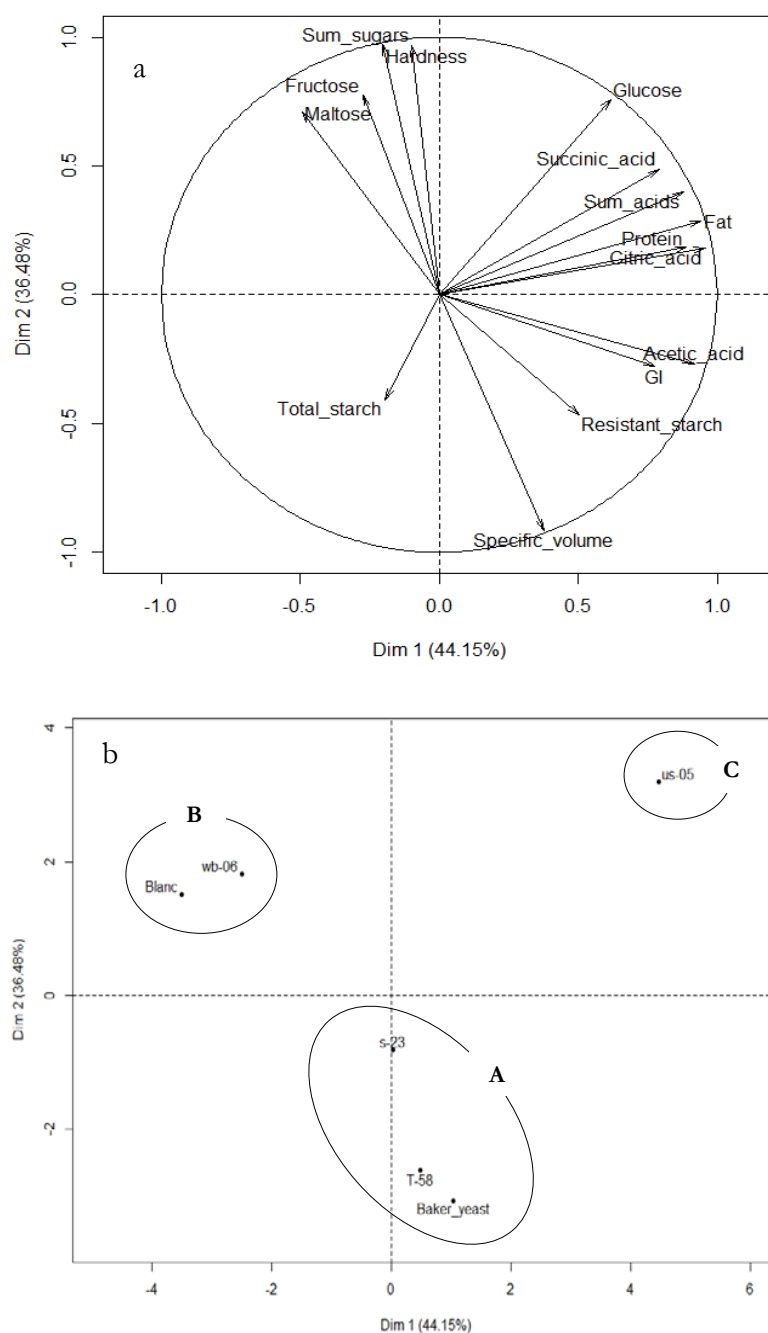 a
1.0
0.5
0.0
-0.5
-1.0
Dim 2 (36.48%)
Sum_sugars
Hardness
Fructose
Maltose
Glucose
Succinic_acid
Sum_acids
Fat
Protein
Citric_acid
Acetic_acid
GI
Total_starch
Resistant_starch
Specific_volume
-1.0 -0.5 0.0 0.5 1.0
Dim 1 (44.15%)
b
4
2
0
-2
Dim 2 (36.48%)
us-05
C
B
wb-06
Blanc
s-23
A
T-58
Baker_yeast
-4 -2 0 2 4 6
Dim 1 (44.15%)